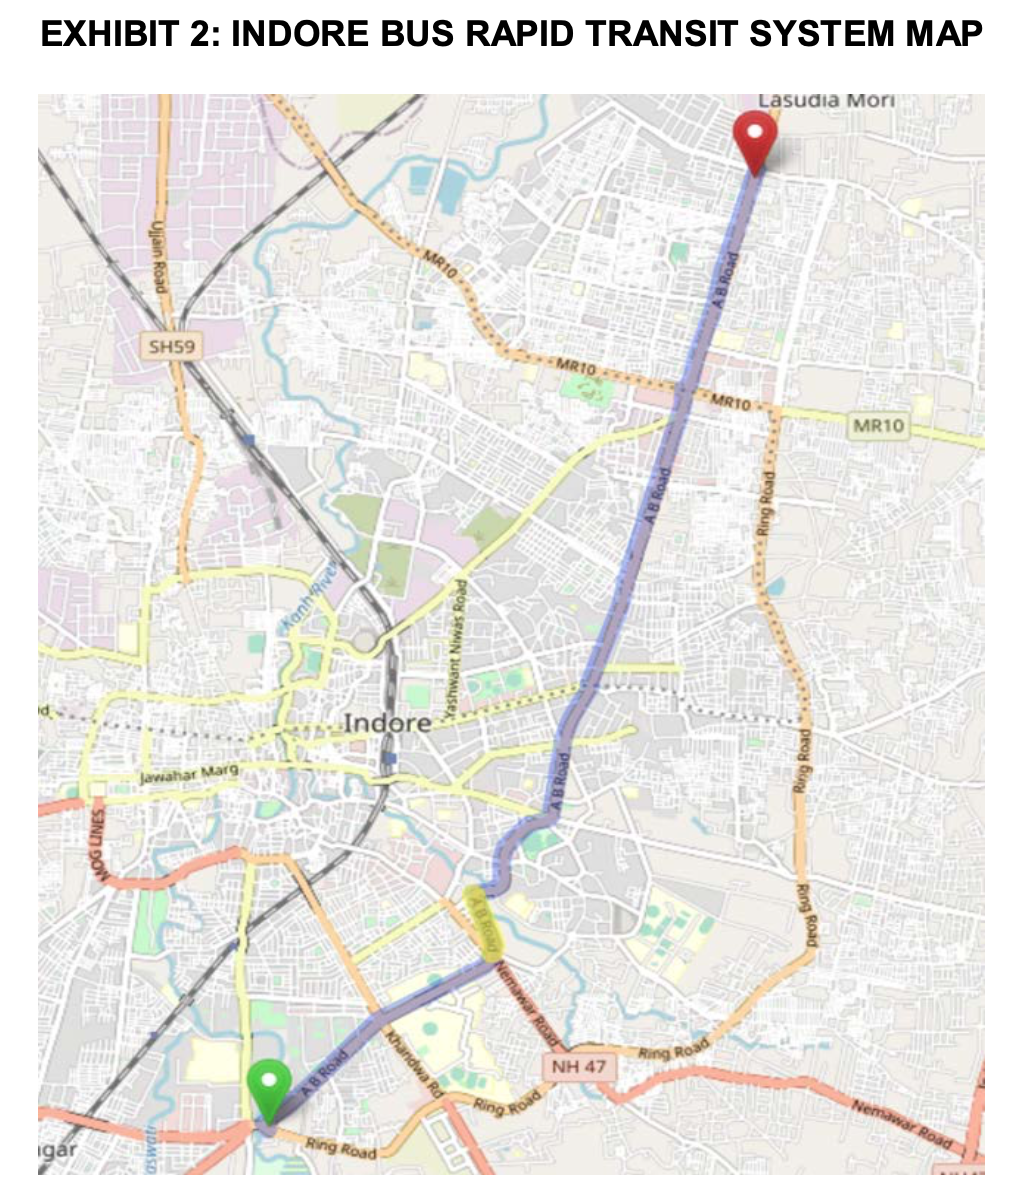 EXHIBIT 2: INDORE BUS RAPID TRANSIT SYSTEM MAP
Lasudia Mori
Ujjain Road
MR10
A B Road
SH59
MR10
MR10
MR10
A B Road
Ring Road
Kanh River
Yashwant Niwas Road
Indore
Ring Road
A B Road
Jawahar Marg
MOG LINES
A B Road
Ring Road
Nemawar Road
A B Road
Khandwa Rd
NH 47
Ring Road
Ring Road
Nemawar Road
Ring Road